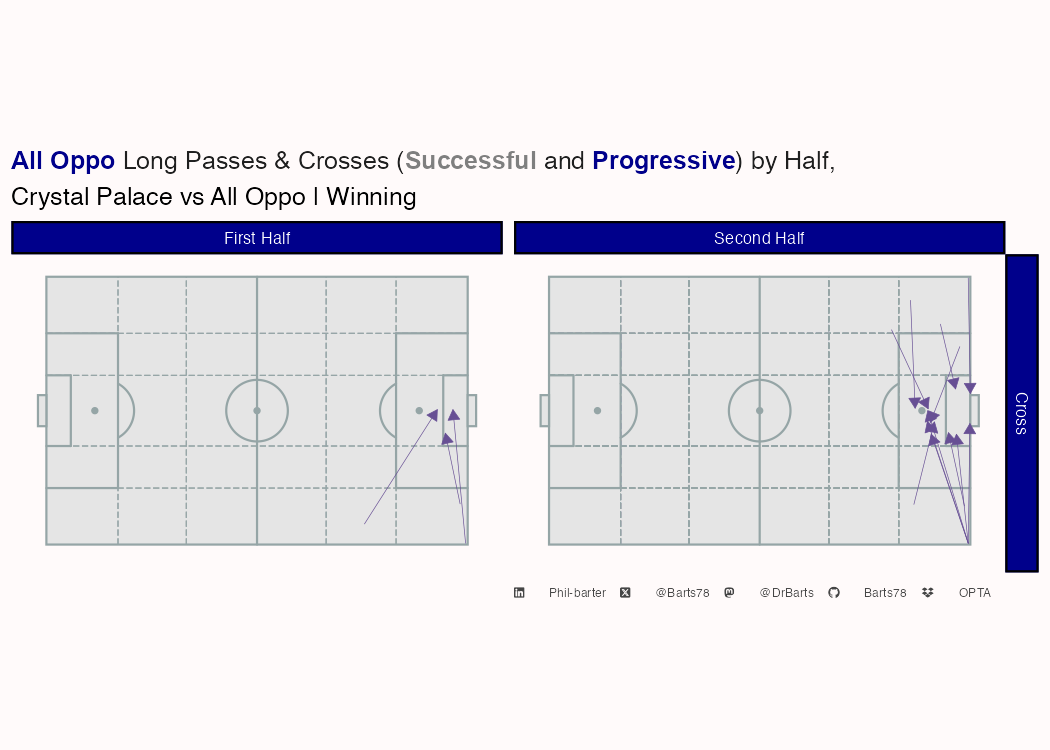 All Oppo Long Passes & Crosses (Successful and Progressive) by Half,
Crystal Palace vs All Oppo | Winning
First Half
Second Half
Cross
Phil-barter @Barts78 @DrBarts Barts78 OPTA